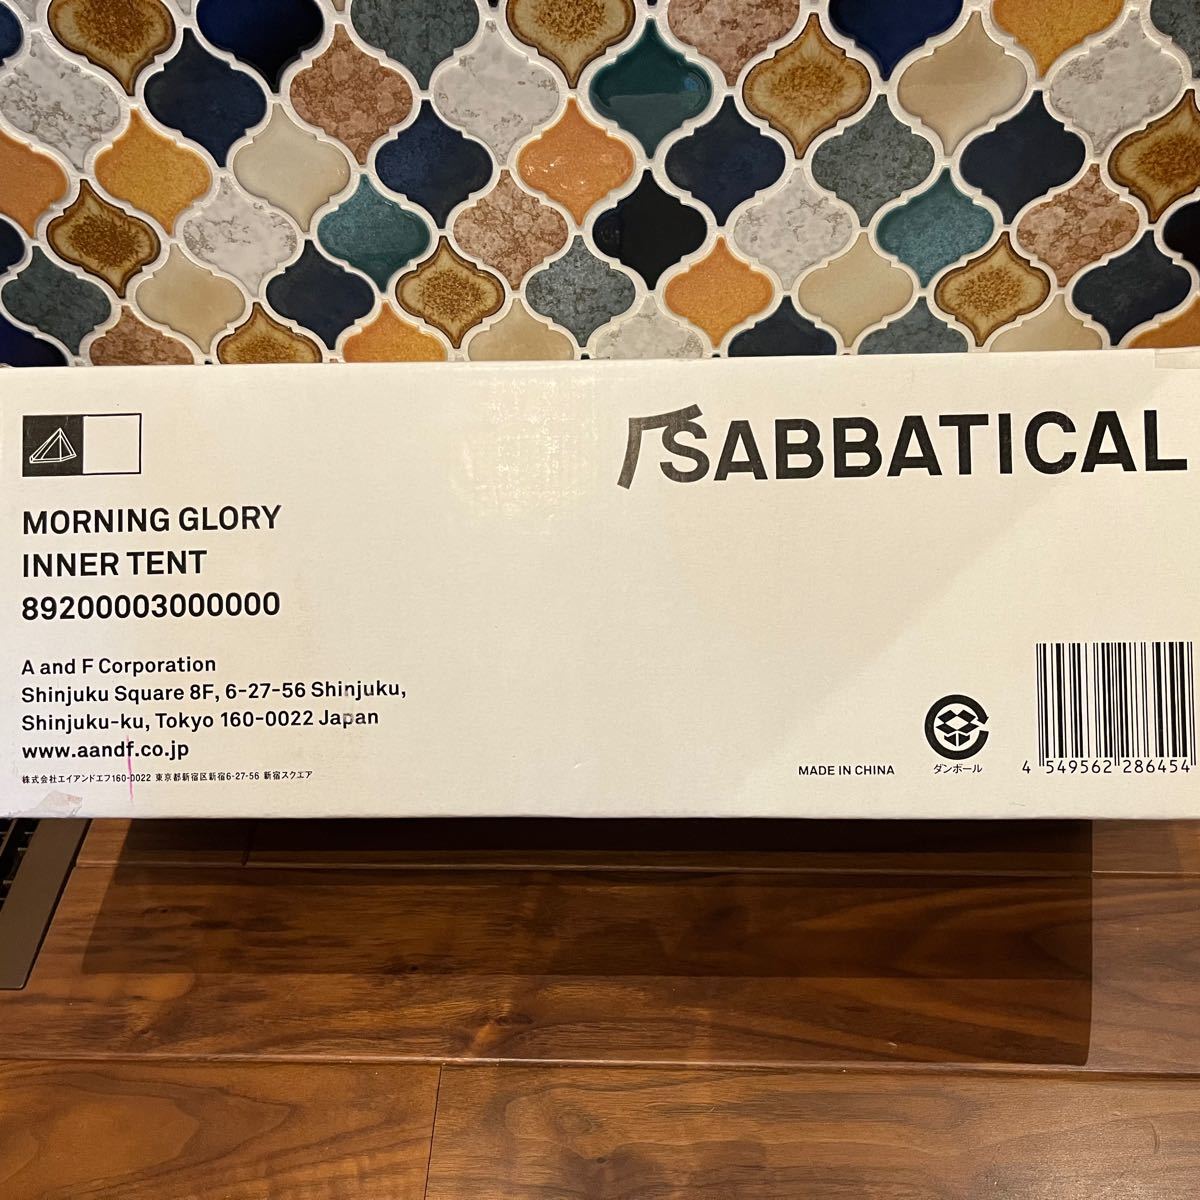 SABBATICAL
MORNING GLORY
INNER TENT
89200003000000
A and F Corporation
Shinjuku Square 8F, 6-27-56 Shinjuku,
Shinjuku-ku, Tokyo 160-0022 Japan
www.aandf.co.jp
株式会社エイアンドエフ160-0022 東京都新宿区新宿6-27-56 新宿スクエア
MADE IN CHINA
ダンボール
4 549562 286454